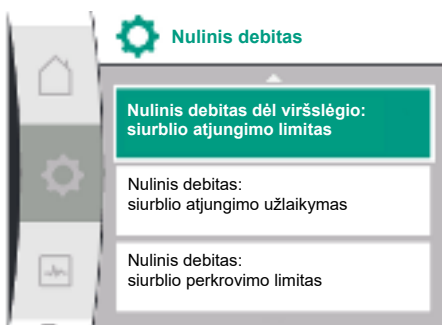 Nulinis debitas
Nulinis debitas dėl viršslėgio:
siurblio atjungimo limitas
Nulinis debitas:
siurblio atjungimo užlaikymas
Nulinis debitas:
siurblio perkrovimo limitas